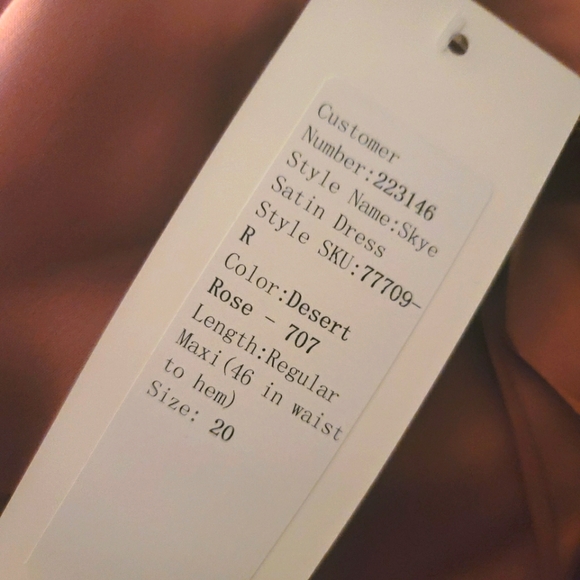 Customer
Number:223146
Style Name:Skye
Satin Dress
Style SKU:77709-
R
Color:Desert
Rose - 707
Length:Regular
Maxi(46 in waist
to hem)
Size: 20